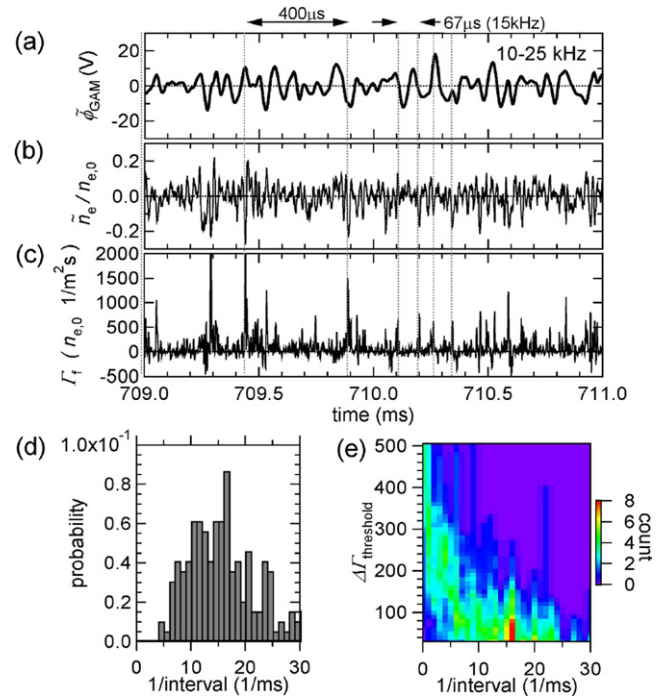 400μs
67μs (15kHz)
(a)
10-25 kHz
20
0
-20
ϕ̃GAM (V)
(b)
0.2
0.0
-0.2
ñe / ne,0
(c)
2000
1500
1000
500
0
-500
Γf ( ne,0 1/m²s )
709.0 709.5 710.0 710.5 711.0
time (ms)
(d)
1.0x10⁻¹
0.8
0.6
0.4
0.2
0.0
probability
0 10 20 30
1/interval (1/ms)
(e)
500
400
300
200
100
ΔΓthreshold
0 10 20 30
1/interval (1/ms)
8
6
4
2
0
count